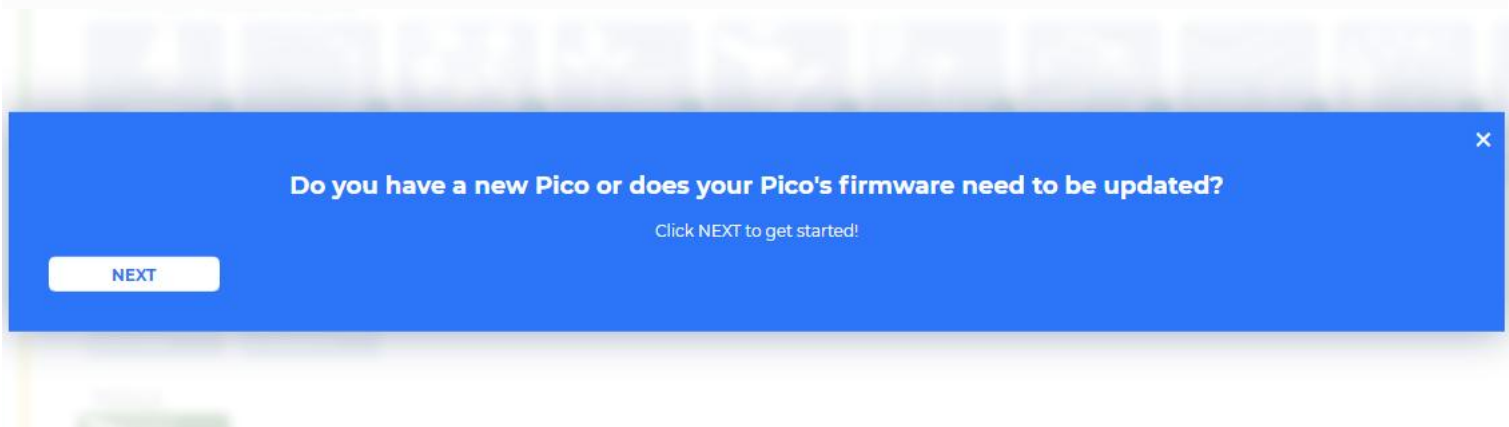 Do you have a new Pico or does your Pico's firmware need to be updated?
Click NEXT to get started!
NEXT